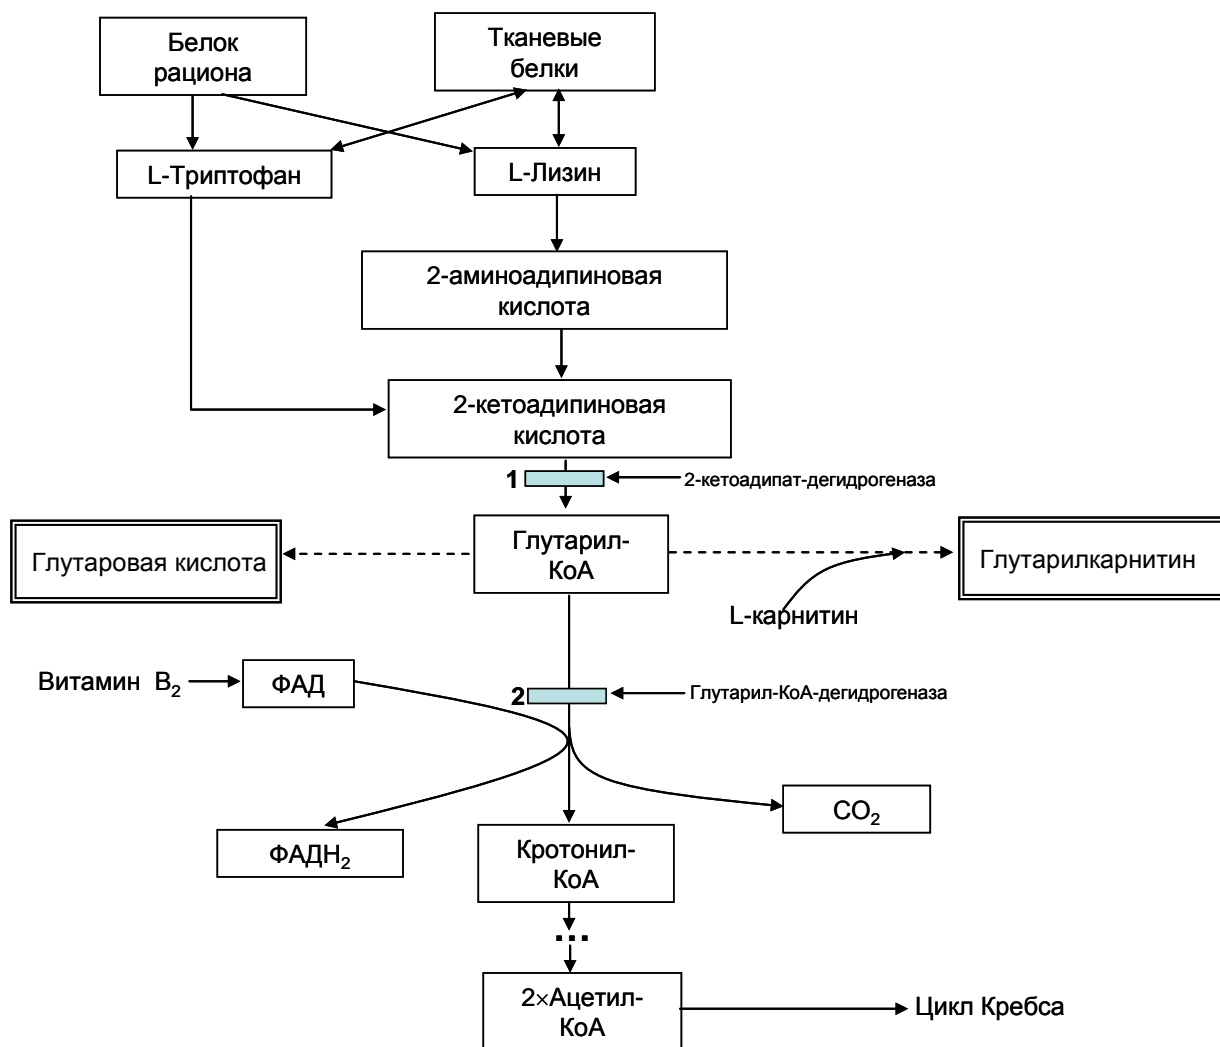 Белок
рациона
Тканевые
белки
L-Триптофан
L-Лизин
2-аминоадипиновая
кислота
2-кетоадипиновая
кислота
1
2-кетоадипат-дегидрогеназа
Глутаровая кислота
Глутарил-
КоА
Глутарилкарнитин
L-карнитин
Витамин B₂
ФАД
2
Глутарил-КоА-дегидрогеназа
CO₂
ФАДН₂
Кротонил-
КоА
...
2×Ацетил-
КоА
Цикл Кребса